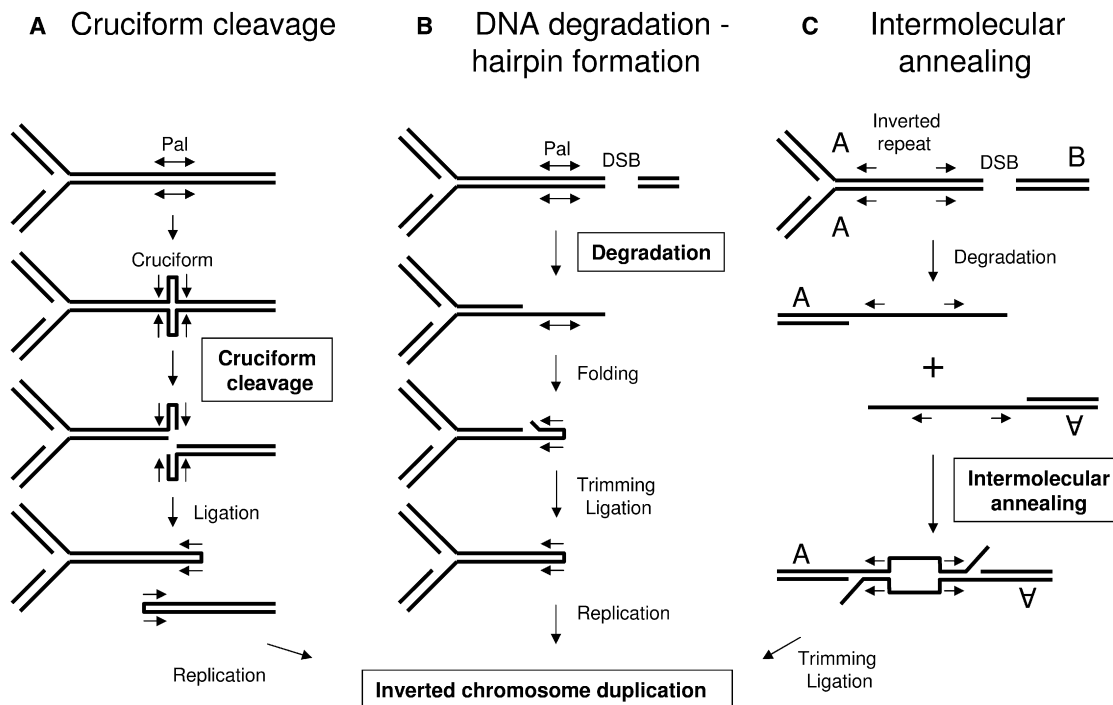 A Cruciform cleavage
Pal
Cruciform
Cruciform
cleavage
Ligation
Replication
B DNA degradation -
hairpin formation
Pal
DSB
Degradation
Folding
Trimming
Ligation
Replication
C Intermolecular
annealing
A
Inverted
repeat
DSB
B
A
Degradation
A
+
A
Intermolecular
annealing
A
A
Trimming
Ligation
Inverted chromosome duplication